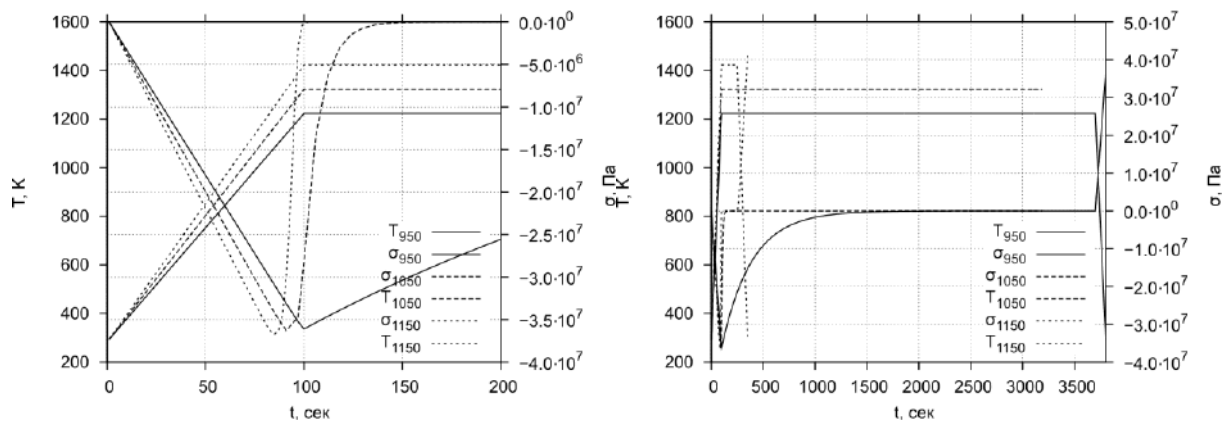 1600
1400
1200
1000
800
600
400
200
T, K
0
50
100
150
200
t, сек
0.0·10⁰
−5.0·10⁶
−1.0·10⁷
−1.5·10⁷
−2.0·10⁷
−2.5·10⁷
−3.0·10⁷
−3.5·10⁷
−4.0·10⁷
σ, Па
T₉₅₀
σ₉₅₀
σ₁₀₅₀
T₁₀₅₀
σ₁₁₅₀
T₁₁₅₀
1600
1400
1200
1000
800
600
400
200
T, K
0
500
1000
1500
2000
2500
3000
3500
t, сек
5.0·10⁷
4.0·10⁷
3.0·10⁷
2.0·10⁷
1.0·10⁷
0.0·10⁰
−1.0·10⁷
−2.0·10⁷
−3.0·10⁷
−4.0·10⁷
σ, Па
T₉₅₀
σ₉₅₀
σ₁₀₅₀
T₁₀₅₀
σ₁₁₅₀
T₁₁₅₀